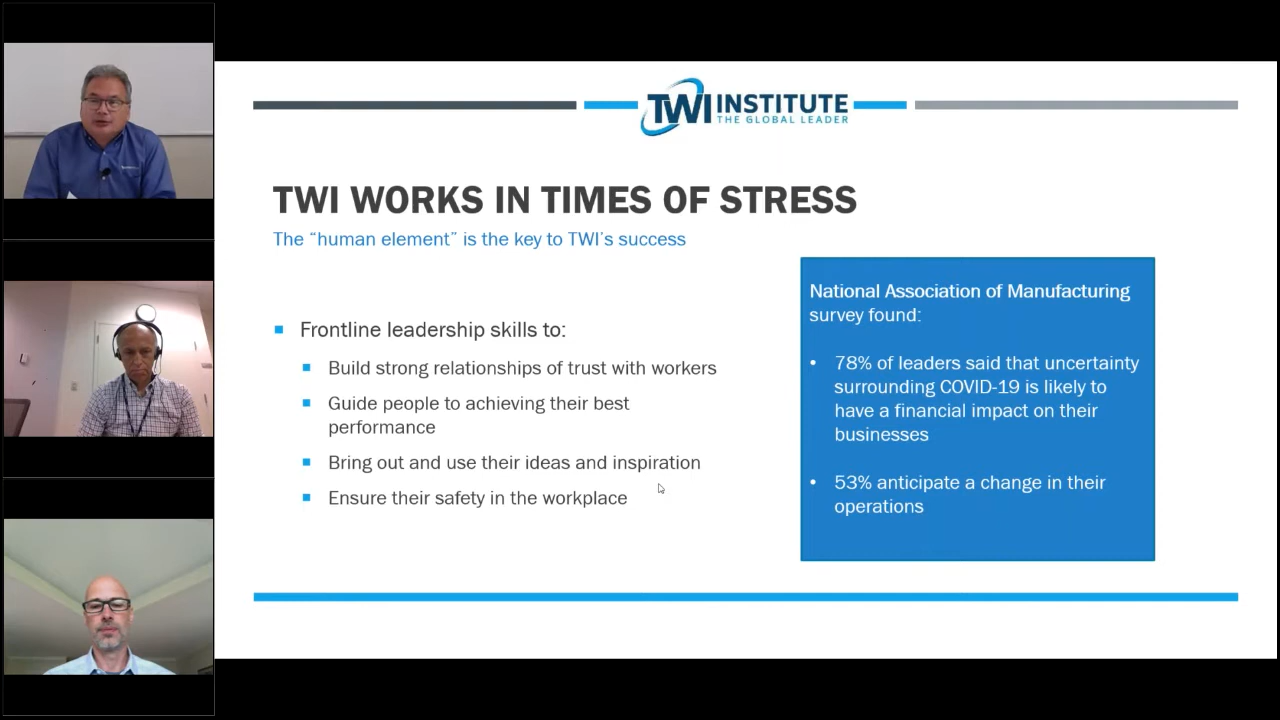 TWI INSTITUTE
THE GLOBAL LEADER
TWI WORKS IN TIMES OF STRESS
The “human element” is the key to TWI’s success
Frontline leadership skills to:
Build strong relationships of trust with workers
Guide people to achieving their best
performance
Bring out and use their ideas and inspiration
Ensure their safety in the workplace
National Association of Manufacturing
survey found:
78% of leaders said that uncertainty
surrounding COVID-19 is likely to
have a financial impact on their
businesses
53% anticipate a change in their
operations